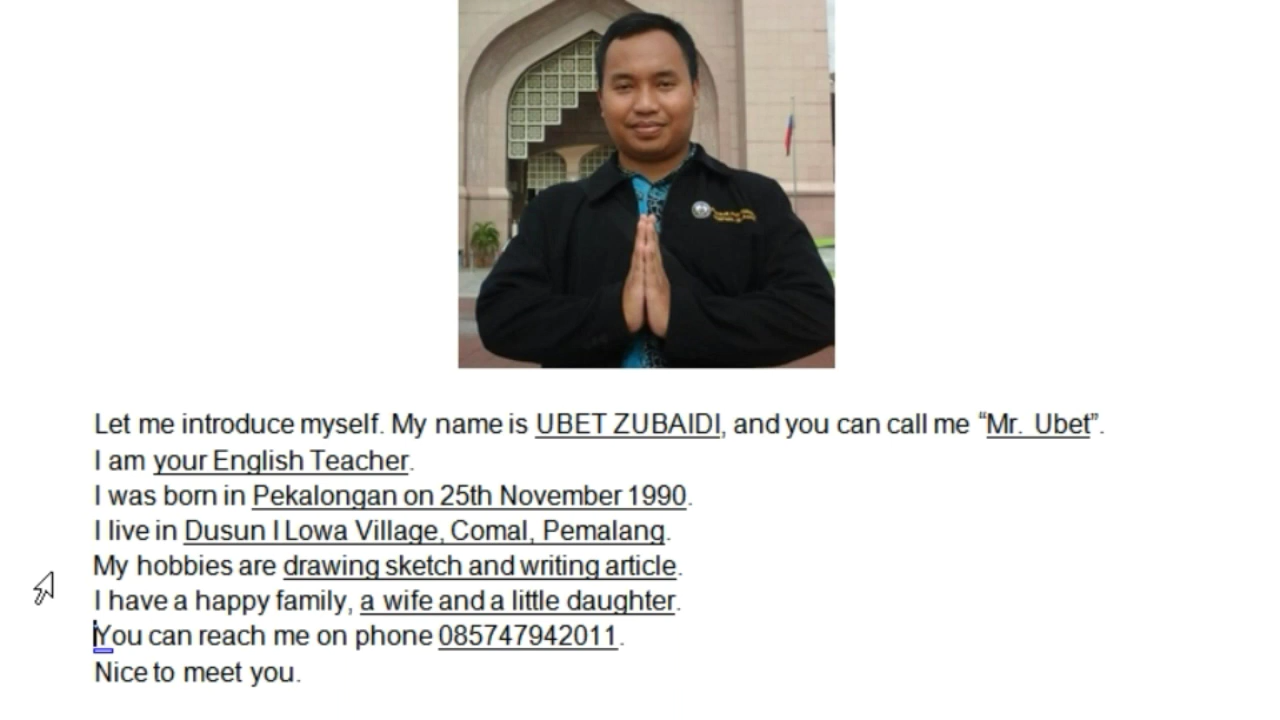 Let me introduce myself. My name is UBET ZUBAIDI, and you can call me “Mr. Ubet”.
I am your English Teacher.
I was born in Pekalongan on 25th November 1990.
I live in Dusun I Lowa Village, Comal, Pemalang.
My hobbies are drawing sketch and writing article.
I have a happy family, a wife and a little daughter.
You can reach me on phone 085747942011.
Nice to meet you.